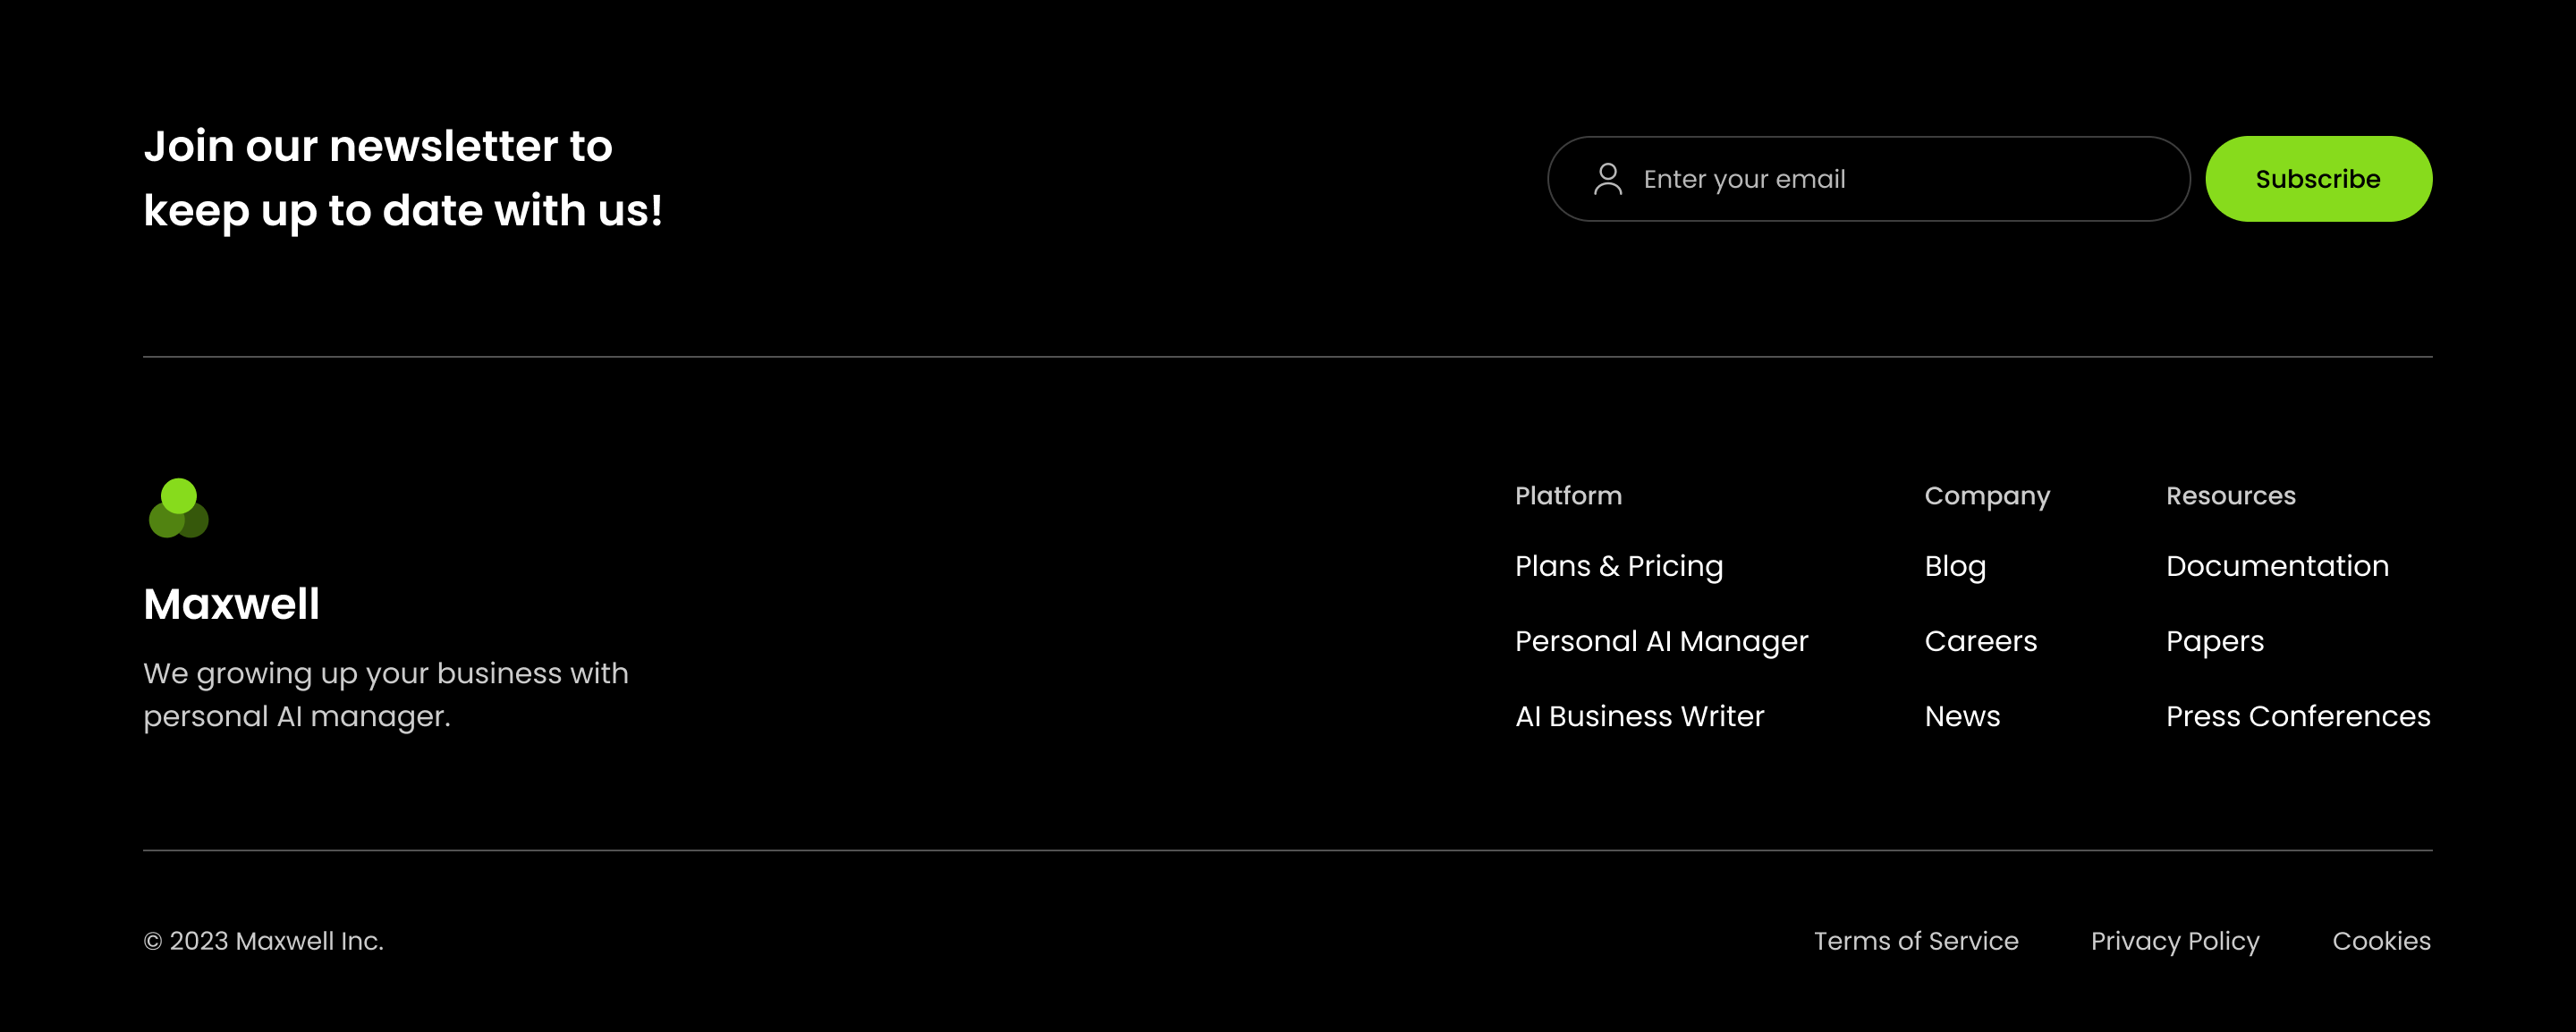 Join our newsletter to
keep up to date with us!
Enter your email
Subscribe
Maxwell
We growing up your business with
personal AI manager.
Platform
Plans & Pricing
Personal AI Manager
AI Business Writer
Company
Blog
Careers
News
Resources
Documentation
Papers
Press Conferences
© 2023 Maxwell Inc.
Terms of Service
Privacy Policy
Cookies